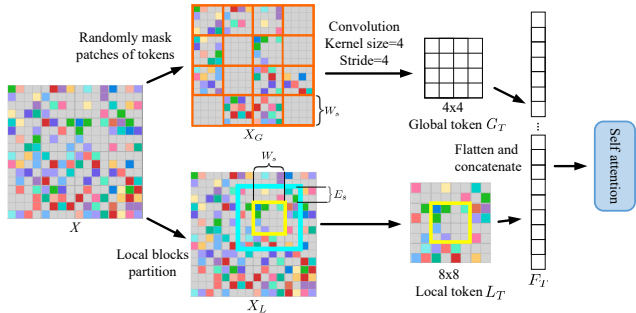 Randomly mask
patches of tokens
Convolution
Kernel size=4
Stride=4
W_s
X_G
4x4
Global token G_T
...
Flatten and
concatenate
Self attention
X
W_s
E_s
Local blocks
partition
X_L
8x8
Local token L_T
F_T